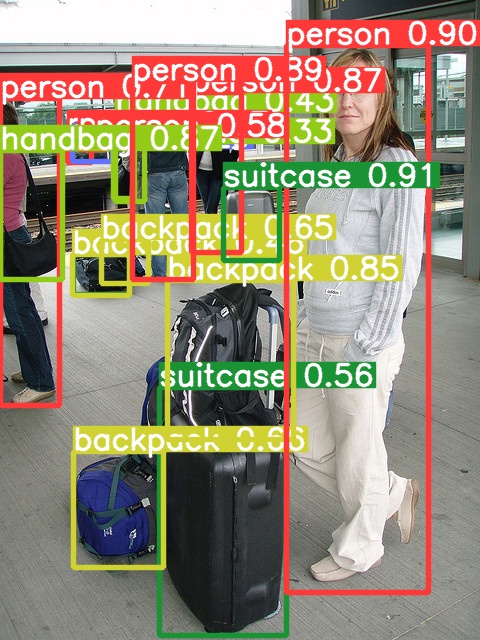 person 0.90
person 0.89
person 0.87
person 0.71
handbag 0.43
person 0.58
handbag 0.87
0.33
suitcase 0.91
backpack 0.65
backpack 0.46
backpack 0.85
suitcase 0.56
backpack 0.66
adidas